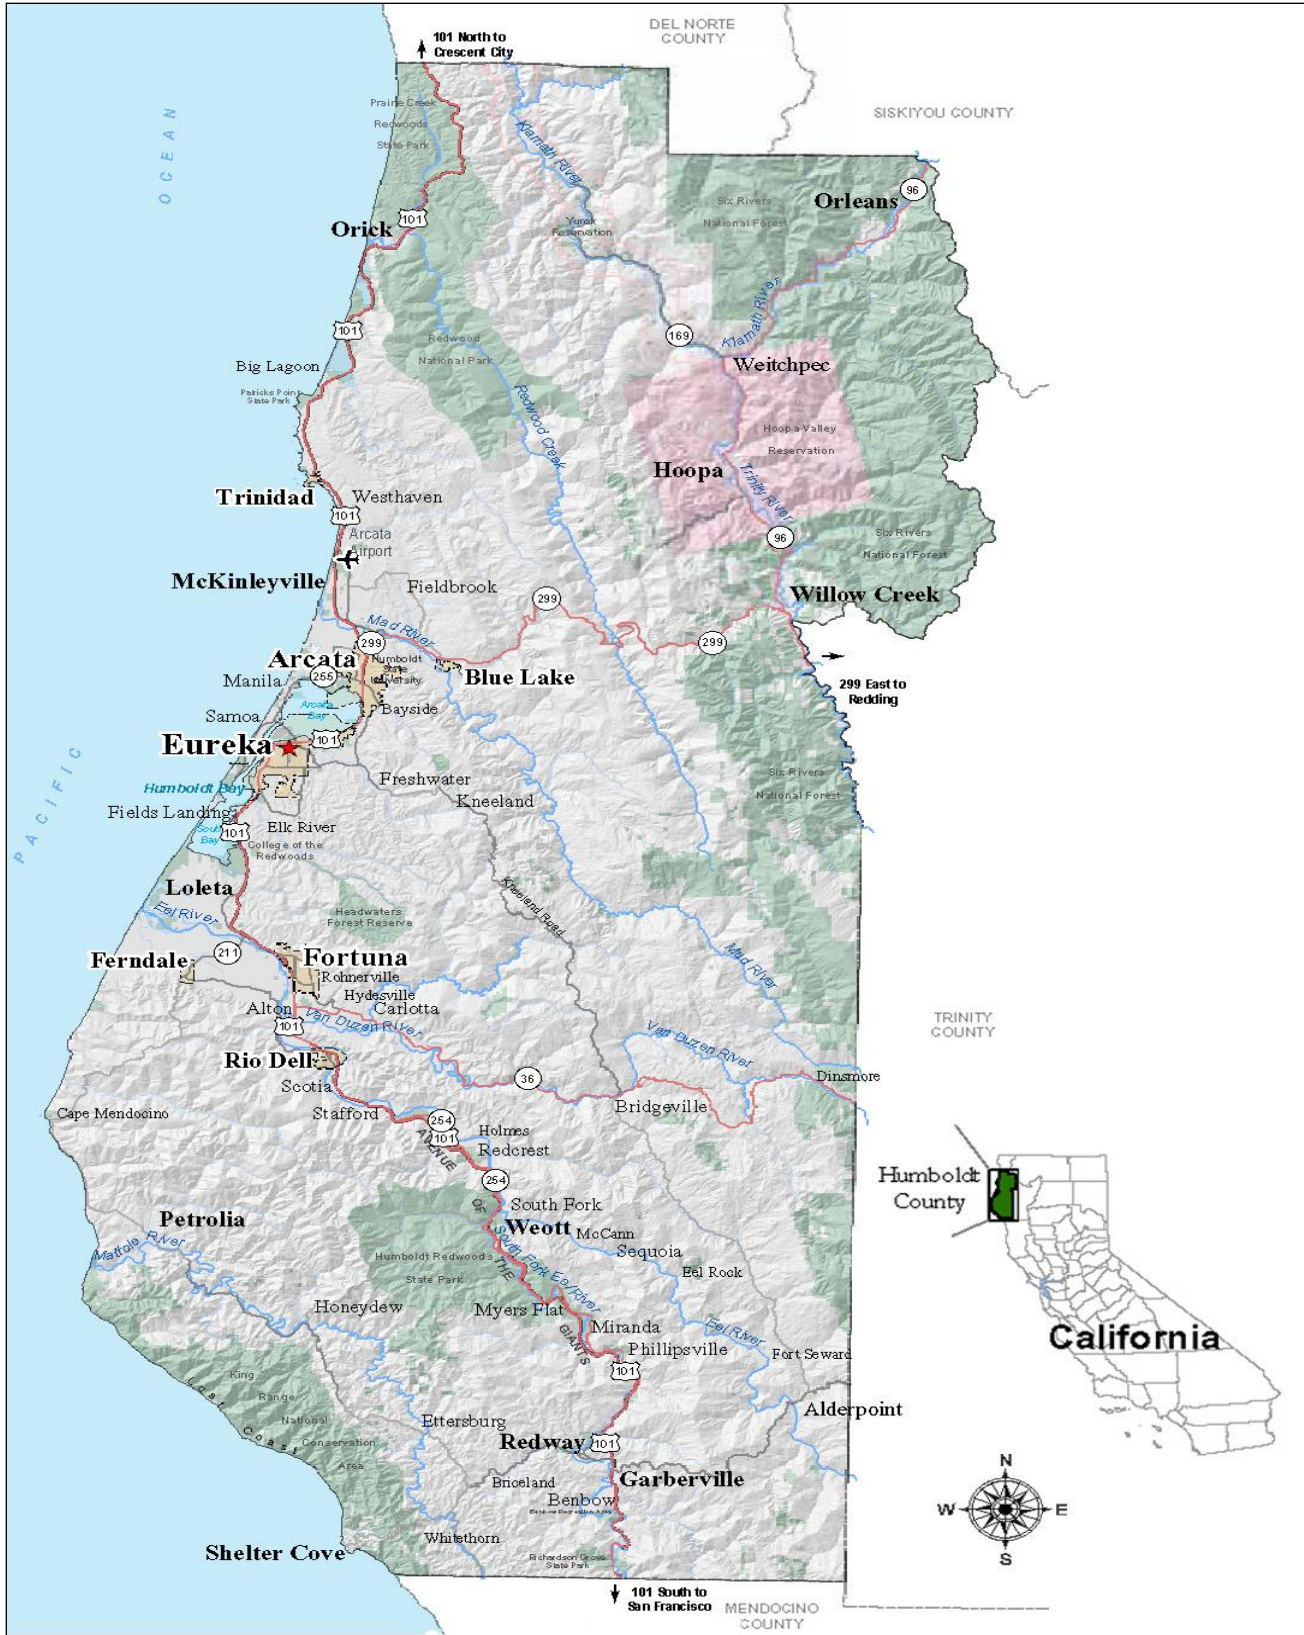 101 North to
Crescent City
DEL NORTE
COUNTY
SISKIYOU COUNTY
OCEAN
Prairie Creek
Redwoods
State Park
Klamath River
96
Orleans
Six Rivers
National Forest
101
Orick
Yurok
Reservation
Klamath River
169
101
Redwood
National Park
Weitchpec
Big Lagoon
Patricks Point
State Park
Redwood Creek
Hoopa Valley
Reservation
Hoopa
Trinity River
Trinidad
Westhaven
101
Arcata
Airport
96
Six Rivers
National Forest
McKinleyville
Fieldbrook
299
Willow Creek
Mad River
299
299
Arcata
Humboldt
State
University
Blue Lake
255
Manila
299 East to
Redding
Arcata
Bay
Bayside
Samoa
Eureka
101
PACIFIC
Freshwater
Six Rivers
National Forest
Humboldt Bay
Kneeland
Fields Landing
Elk River
South
Bay
101
College of the
Redwoods
Loleta
Kneeland Road
Eel River
Headwaters
Forest Reserve
Ferndale
211
Fortuna
Rohnerville
Mad River
Hydesville
Alton
Carlotta
101
Van Duzen River
Van Duzen River
TRINITY
COUNTY
Rio Dell
36
Dinsmore
Scotia
Stafford
Bridgeville
Cape Mendocino
254
101
Holmes
AVENUE
Redcrest
254
Humboldt
County
OF
South Fork
Petrolia
Weott
McCann
Mattole River
Sequoia
Humboldt Redwoods
State Park
THE
South Fork Eel River
Eel Rock
Honeydew
Myers Flat
Miranda
Eel River
GIANTS
California
Phillipsville
Fort Seward
101
King
Range
National
Conservation
Area
Lost Coast
Ettersburg
Alderpoint
Redway
101
Garberville
Briceland
Benbow
Benbow Recreation Area
N
W
E
S
Whitethorn
Shelter Cove
Richardson Grove
State Park
101 South to
San Francisco
MENDOCINO
COUNTY